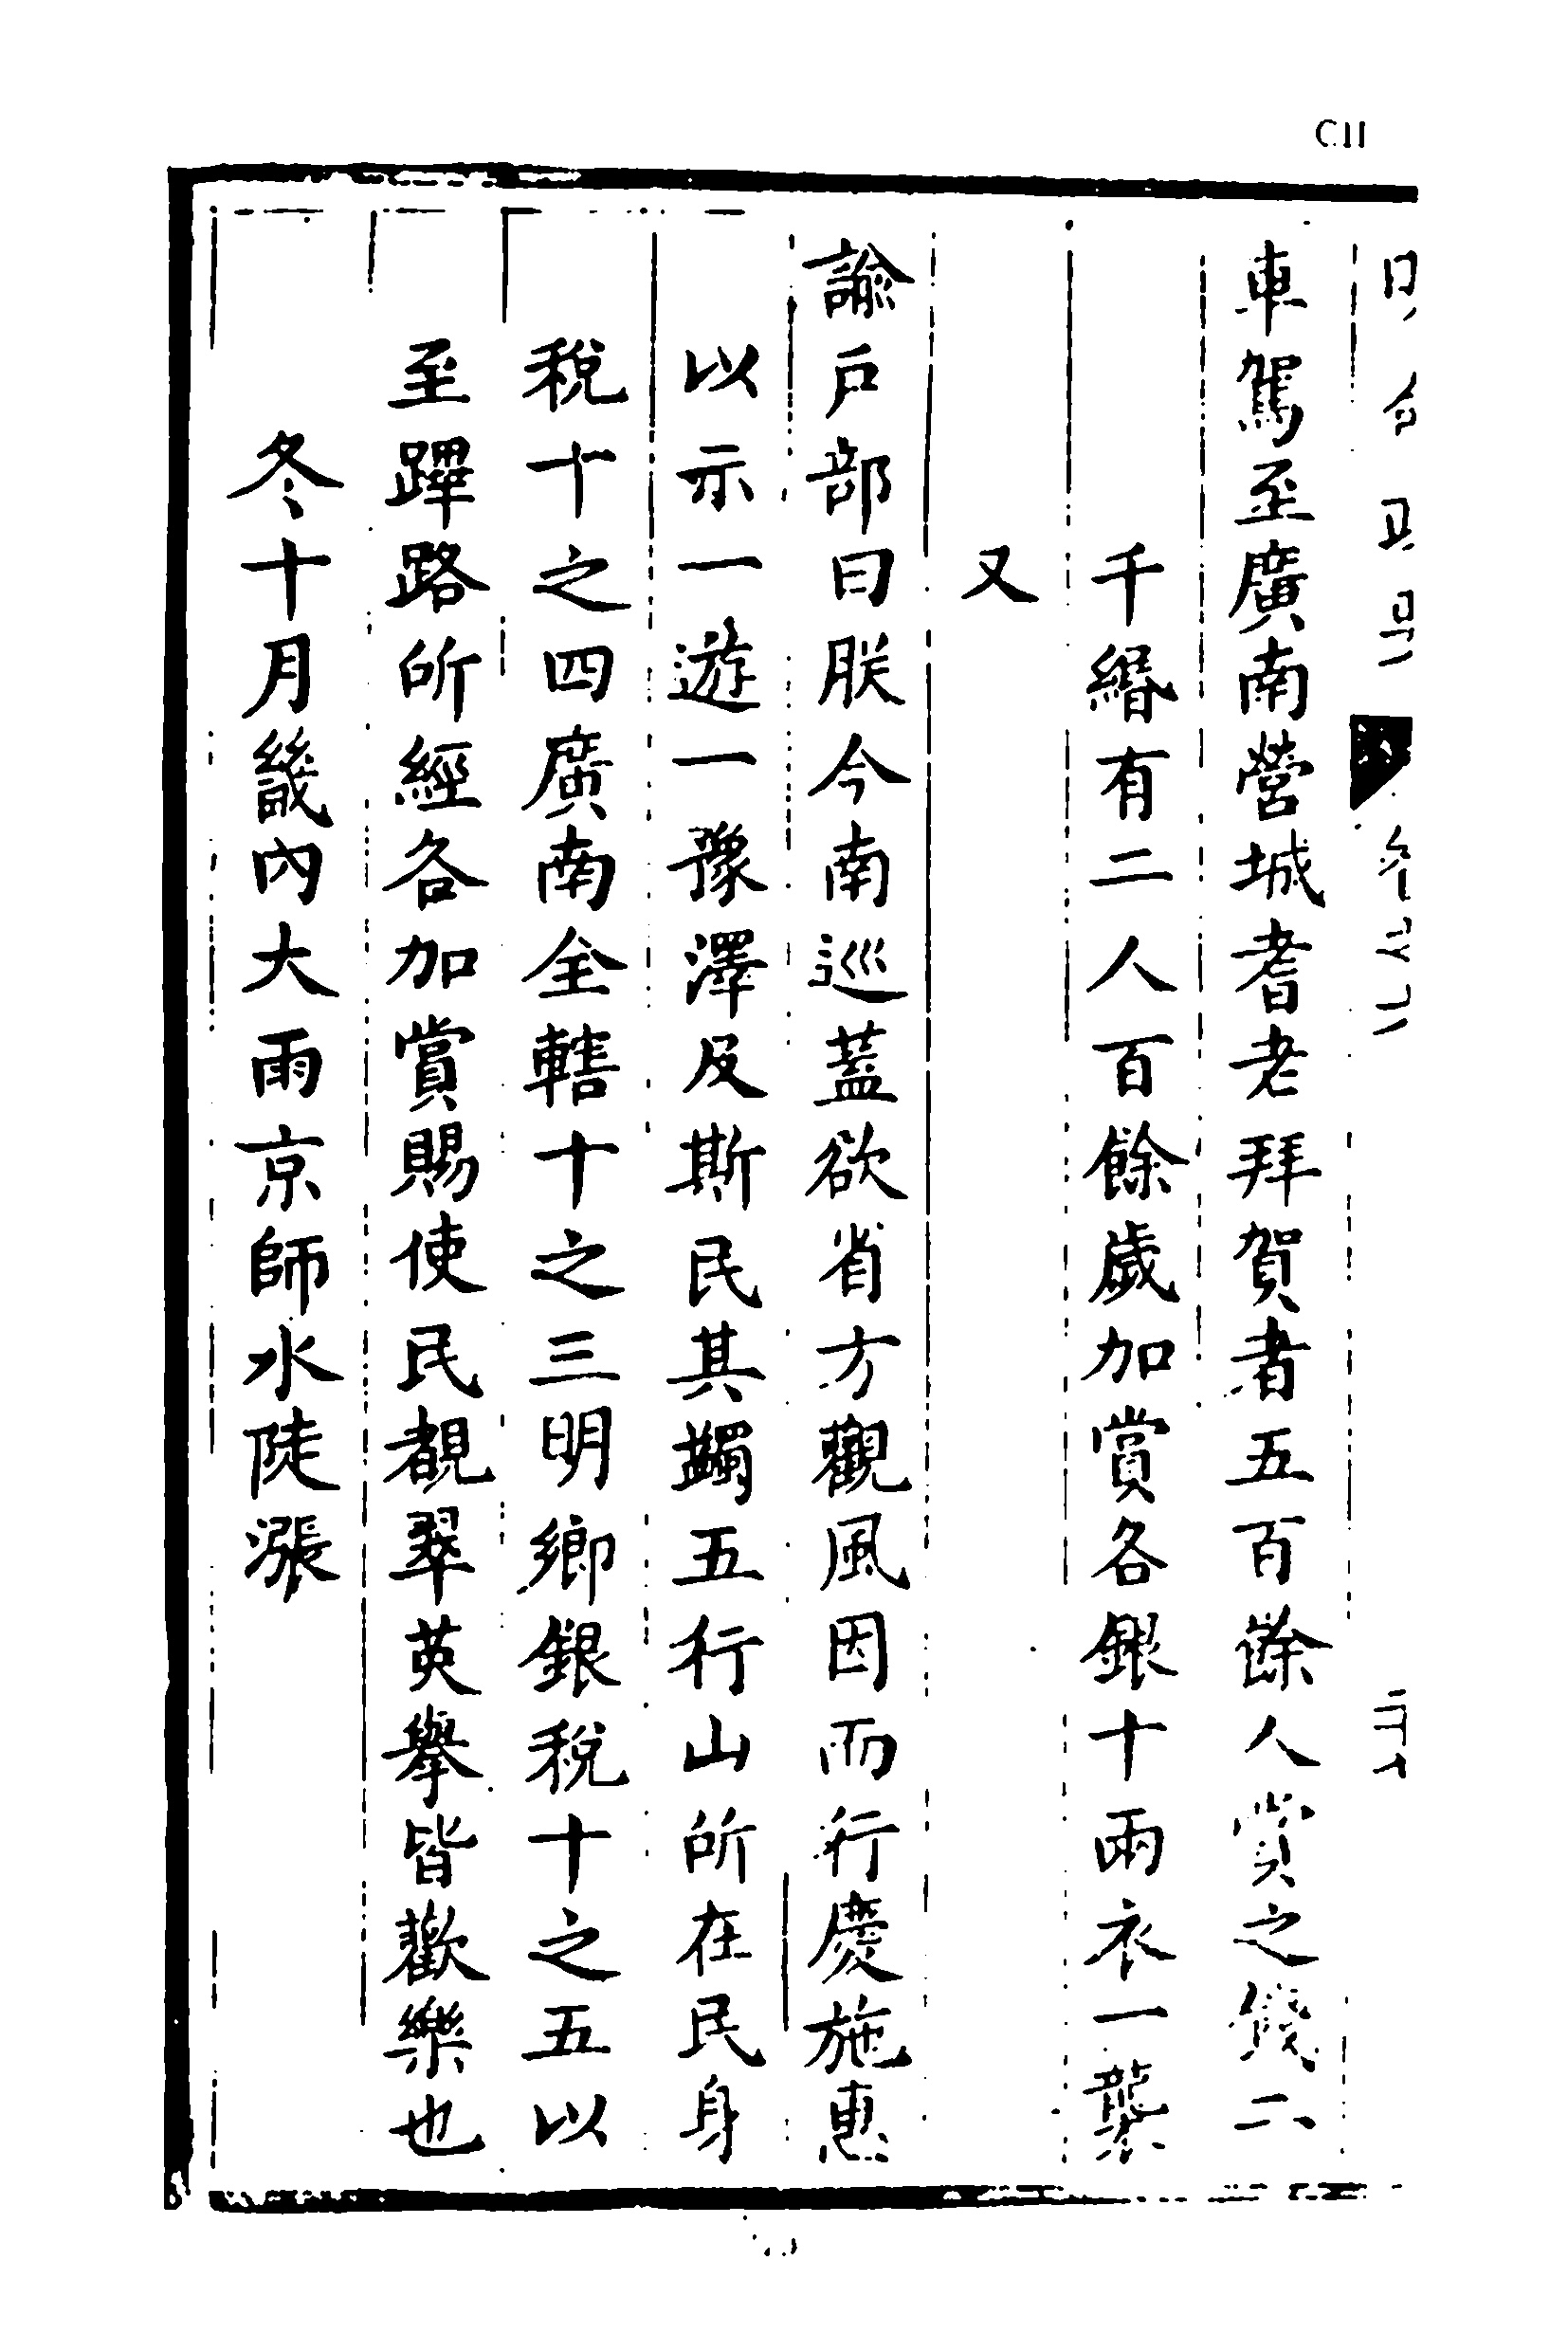 CII
車駕至廣南營城耆老拜賀者五百餘人賞之錢二
千緡有二人百餘歲加賞各銀十兩衣一襲
又
諭戶部曰朕今南巡蓋欲省方觀風因而行慶施惠
以示一遊一豫澤及斯民其蠲五行山所在民身
稅十之四廣南全轄十之三明鄉銀稅十之五以
至蹕路所經各加賞賜使民覩翠英舉皆歡樂也
冬十月畿內大雨京師水陡漲